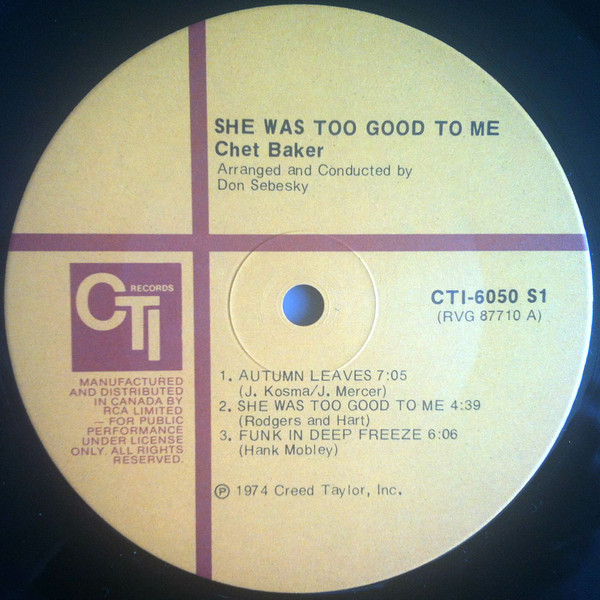 SHE WAS TOO GOOD TO ME
Chet Baker
Arranged and Conducted by
Don Sebesky
CTI RECORDS
MANUFACTURED
AND DISTRIBUTED
IN CANADA BY
RCA LIMITED
– FOR PUBLIC
PERFORMANCE
UNDER LICENSE
ONLY. ALL RIGHTS
RESERVED.
CTI-6050 S1
(RVG 87710 A)
1. AUTUMN LEAVES 7:05
(J. Kosma/J. Mercer)
2. SHE WAS TOO GOOD TO ME 4:39
(Rodgers and Hart)
3. FUNK IN DEEP FREEZE 6:06
(Hank Mobley)
℗ 1974 Creed Taylor, Inc.